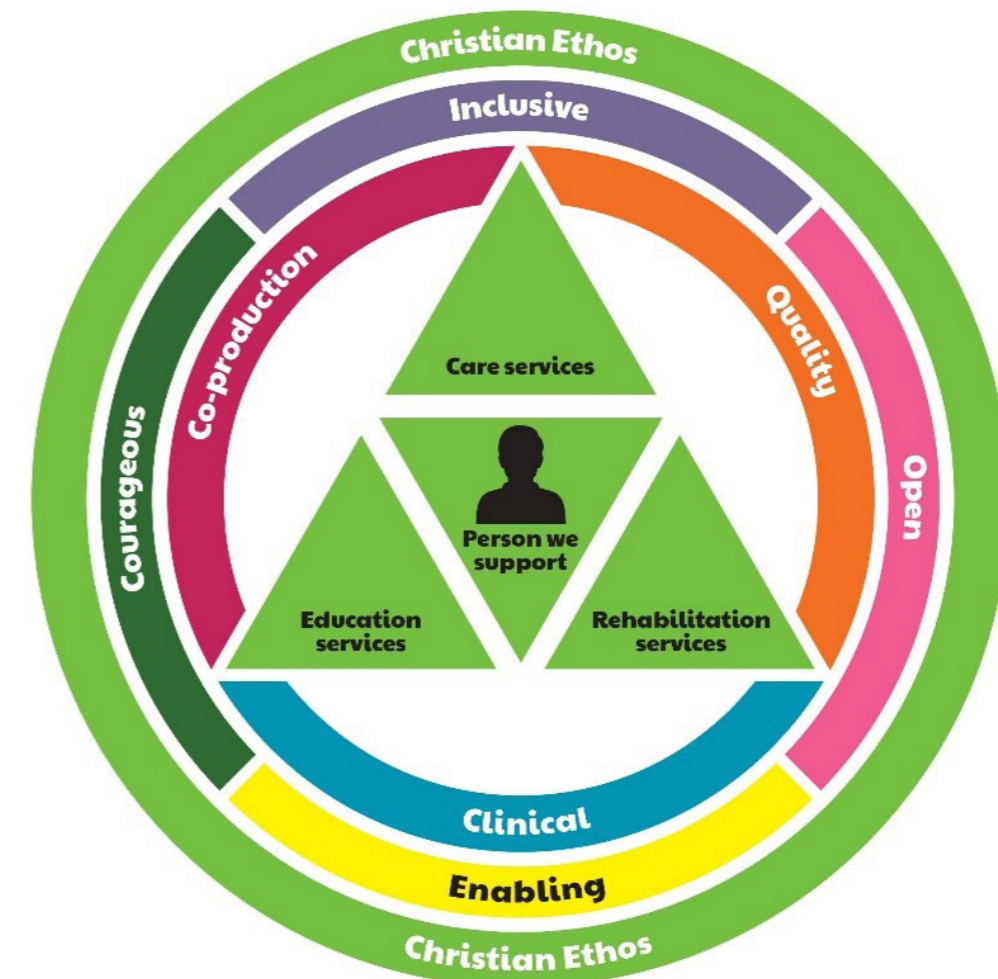 Christian Ethos
Inclusive
Co-production
Quality
Courageous
Open
Care services
Person we
support
Education
services
Rehabilitation
services
Clinical
Enabling
Christian Ethos